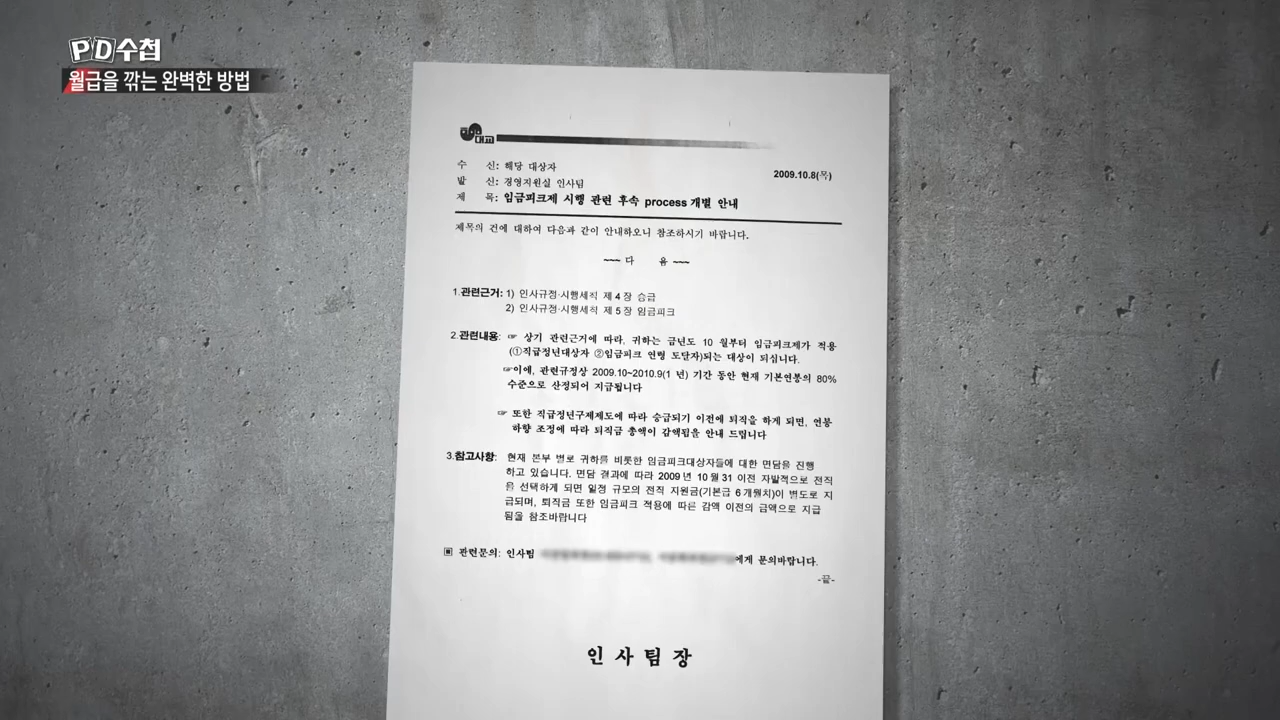 PD수첩
월급을 깎는 완벽한 방법
대교
수 신: 해당 대상자
2009.10.8(목)
발 신: 경영지원실 인사팀
제 목: 임금피크제 시행 관련 후속 process 개별 안내
제목의 건에 대하여 다음과 같이 안내하오니 참조하시기 바랍니다.
~~~ 다 음 ~~~
1.관련근거: 1) 인사규정·시행세칙 제 4 장 승급
2) 인사규정·시행세칙 제 5 장 임금피크
2.관련내용: ☞ 상기 관련근거에 따라, 귀하는 금년도 10 월부터 임금피크제가 적용
(①직급정년대상자 ②임금피크 연령 도달자)되는 대상이 되십니다.
☞이에, 관련규정상 2009.10~2010.9(1 년) 기간 동안 현재 기본연봉의 80%
수준으로 산정되어 지급됩니다
☞ 또한 직급정년구제제도에 따라 승급되기 이전에 퇴직을 하게 되면, 연봉
하향 조정에 따라 퇴직금 총액이 감액됨을 안내 드립니다
3.참고사항: 현재 본부 별로 귀하를 비롯한 임금피크대상자들에 대한 면담을 진행
하고 있습니다. 면담 결과에 따라 2009년 10월 31 이전 자발적으로 전직
을 선택하게 되면 일정 규모의 전직 지원금(기본급 6개월치)이 별도로 지
급되며, 퇴직금 또한 임금피크 적용에 따른 감액 이전의 금액으로 지급
됨을 참조바랍니다
▣ 관련문의: 인사팀 에게 문의바랍니다.
-끝-
인 사 팀 장